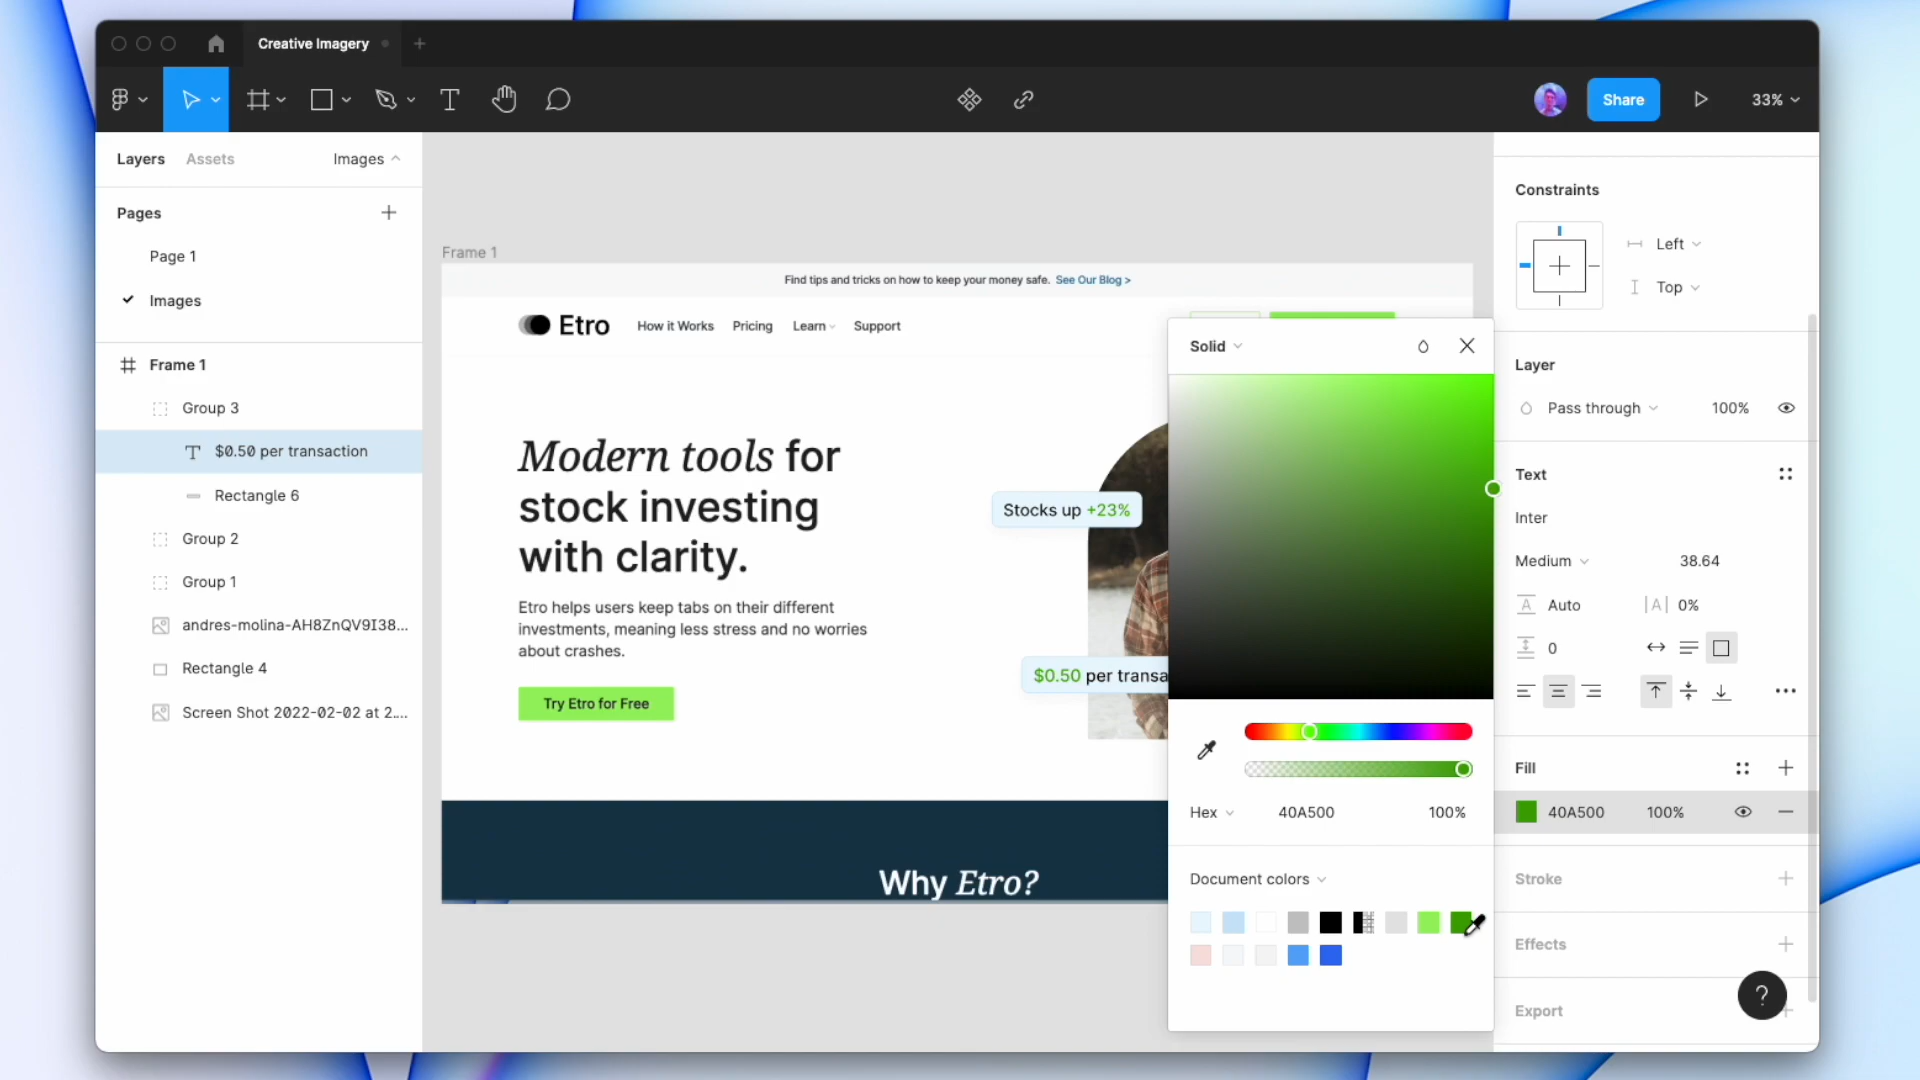 Creative Imagery
Share
33%
Layers
Assets
Images
Pages
Page 1
Images
Frame 1
Group 3
$0.50 per transaction
Rectangle 6
Group 2
Group 1
andres-molina-AH8ZnQV9I38...
Rectangle 4
Screen Shot 2022-02-02 at 2....
Frame 1
Find tips and tricks on how to keep your money safe. See Our Blog >
Etro
How it Works
Pricing
Learn
Support
Modern tools for
stock investing
with clarity.
Etro helps users keep tabs on their different
investments, meaning less stress and no worries
about crashes.
Try Etro for Free
Stocks up +23%
$0.50 per transa
Why Etro?
Solid
Hex
40A500
100%
Document colors
Constraints
Left
Top
Layer
Pass through
100%
Text
Inter
Medium
38.64
A
Auto
|A|
0%
0
Fill
40A500
100%
Stroke
Effects
Export
?